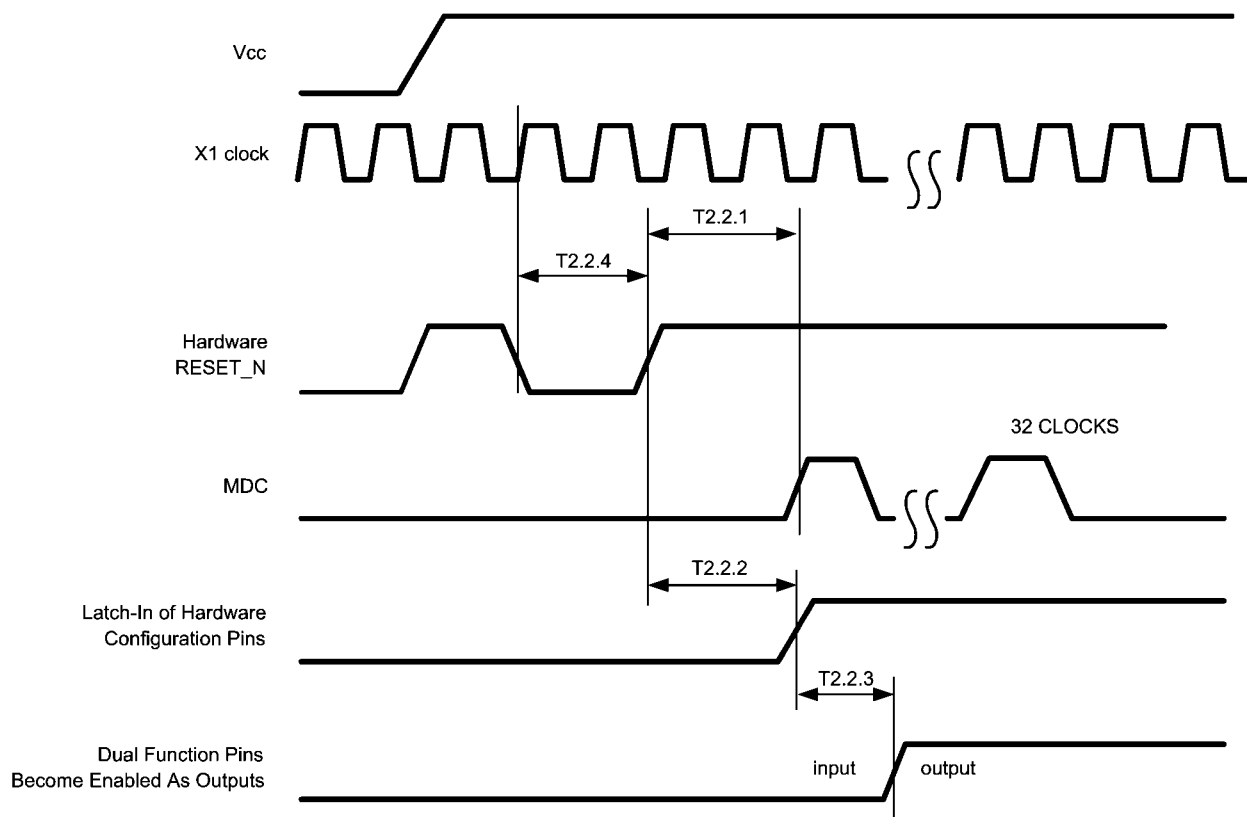 Vcc
X1 clock
T2.2.1
T2.2.4
Hardware
RESET_N
32 CLOCKS
MDC
T2.2.2
Latch-In of Hardware
Configuration Pins
T2.2.3
Dual Function Pins
Become Enabled As Outputs
input
output